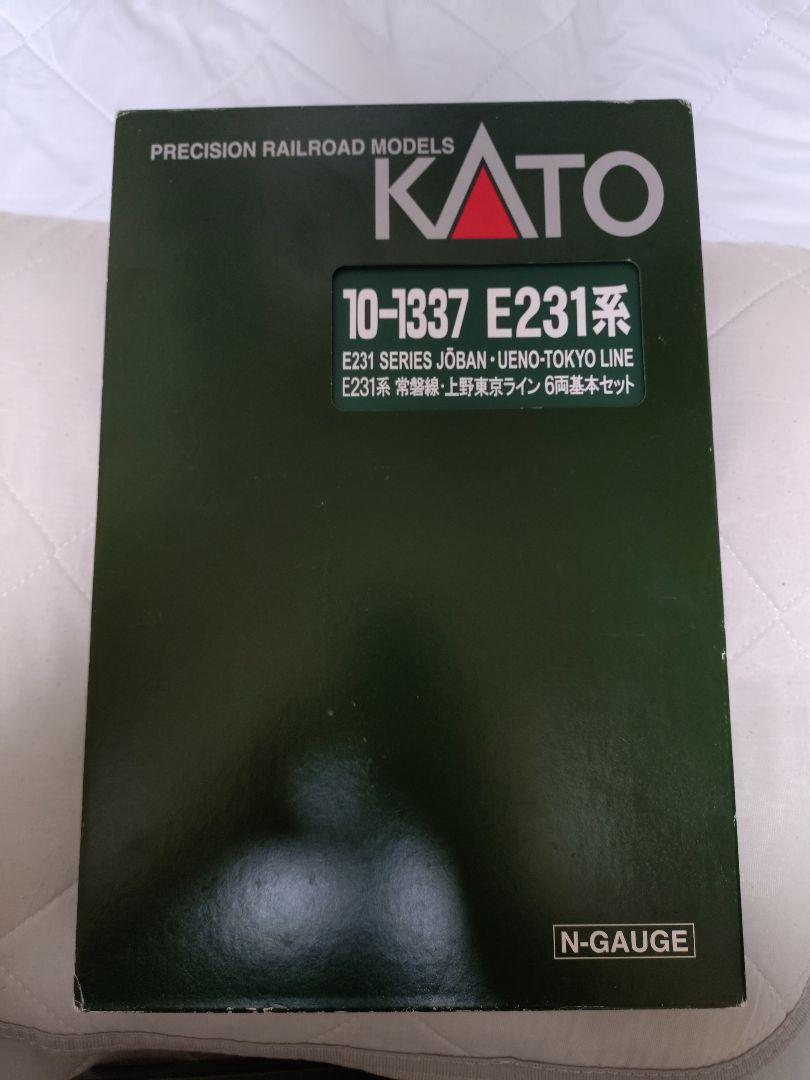 PRECISION RAILROAD MODELS
KATO
10-1337 E231系
E231 SERIES JŌBAN・UENO-TOKYO LINE
E231系 常磐線・上野東京ライン 6両基本セット
N-GAUGE